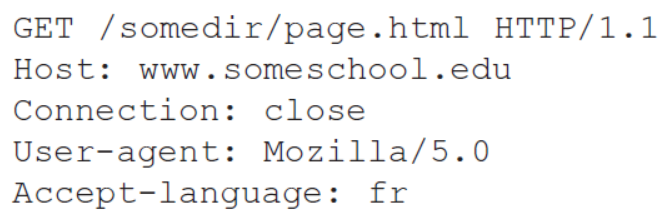 GET /somedir/page.html HTTP/1.1
Host: www.someschool.edu
Connection: close
User-agent: Mozilla/5.0
Accept-language: fr